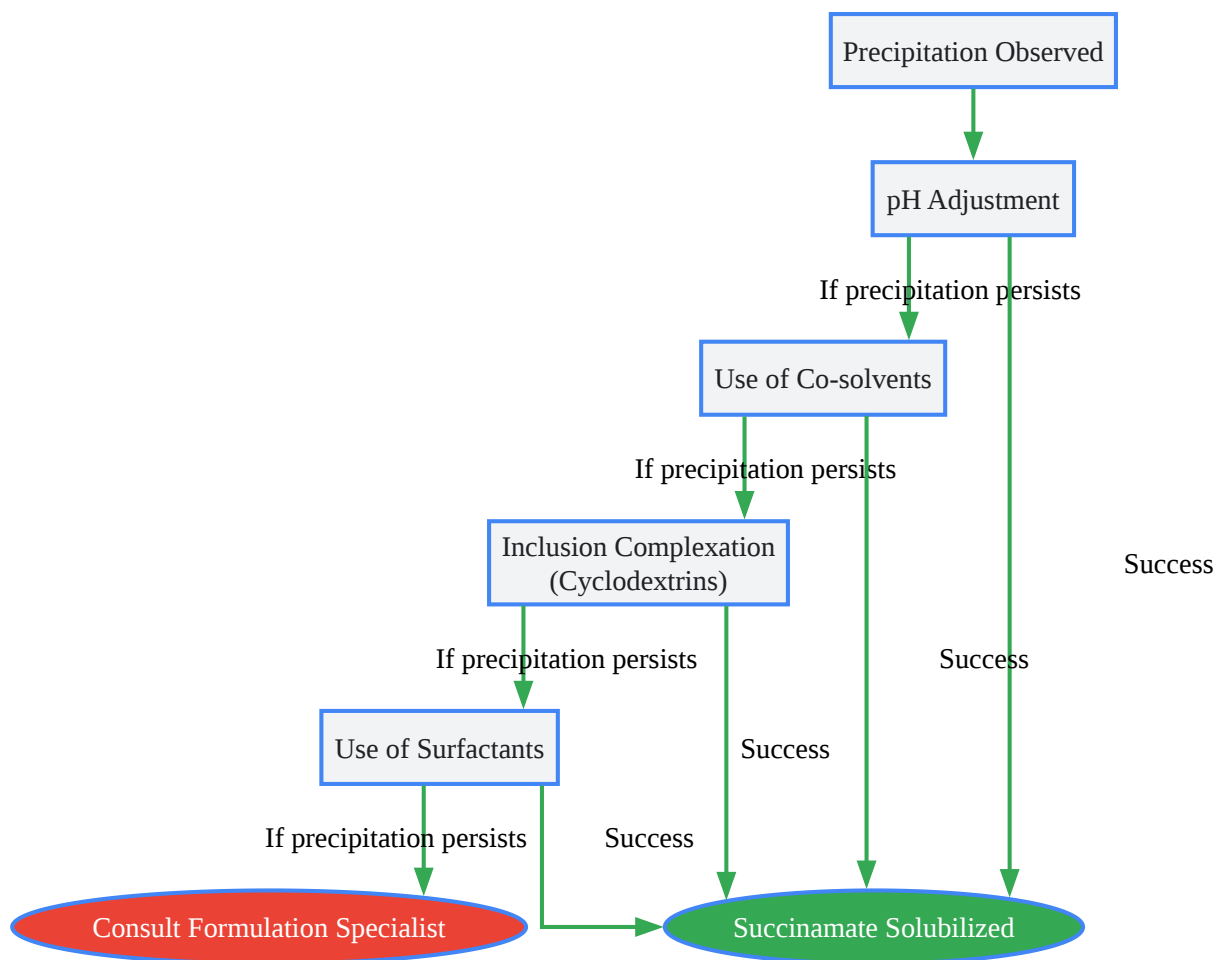 Precipitation Observed
pH Adjustment
If precipitation persists
Use of Co-solvents
If precipitation persists
Inclusion Complexation
(Cyclodextrins)
Success
If precipitation persists
Success
Use of Surfactants
Success
If precipitation persists
Success
Consult Formulation Specialist
Succinamate Solubilized